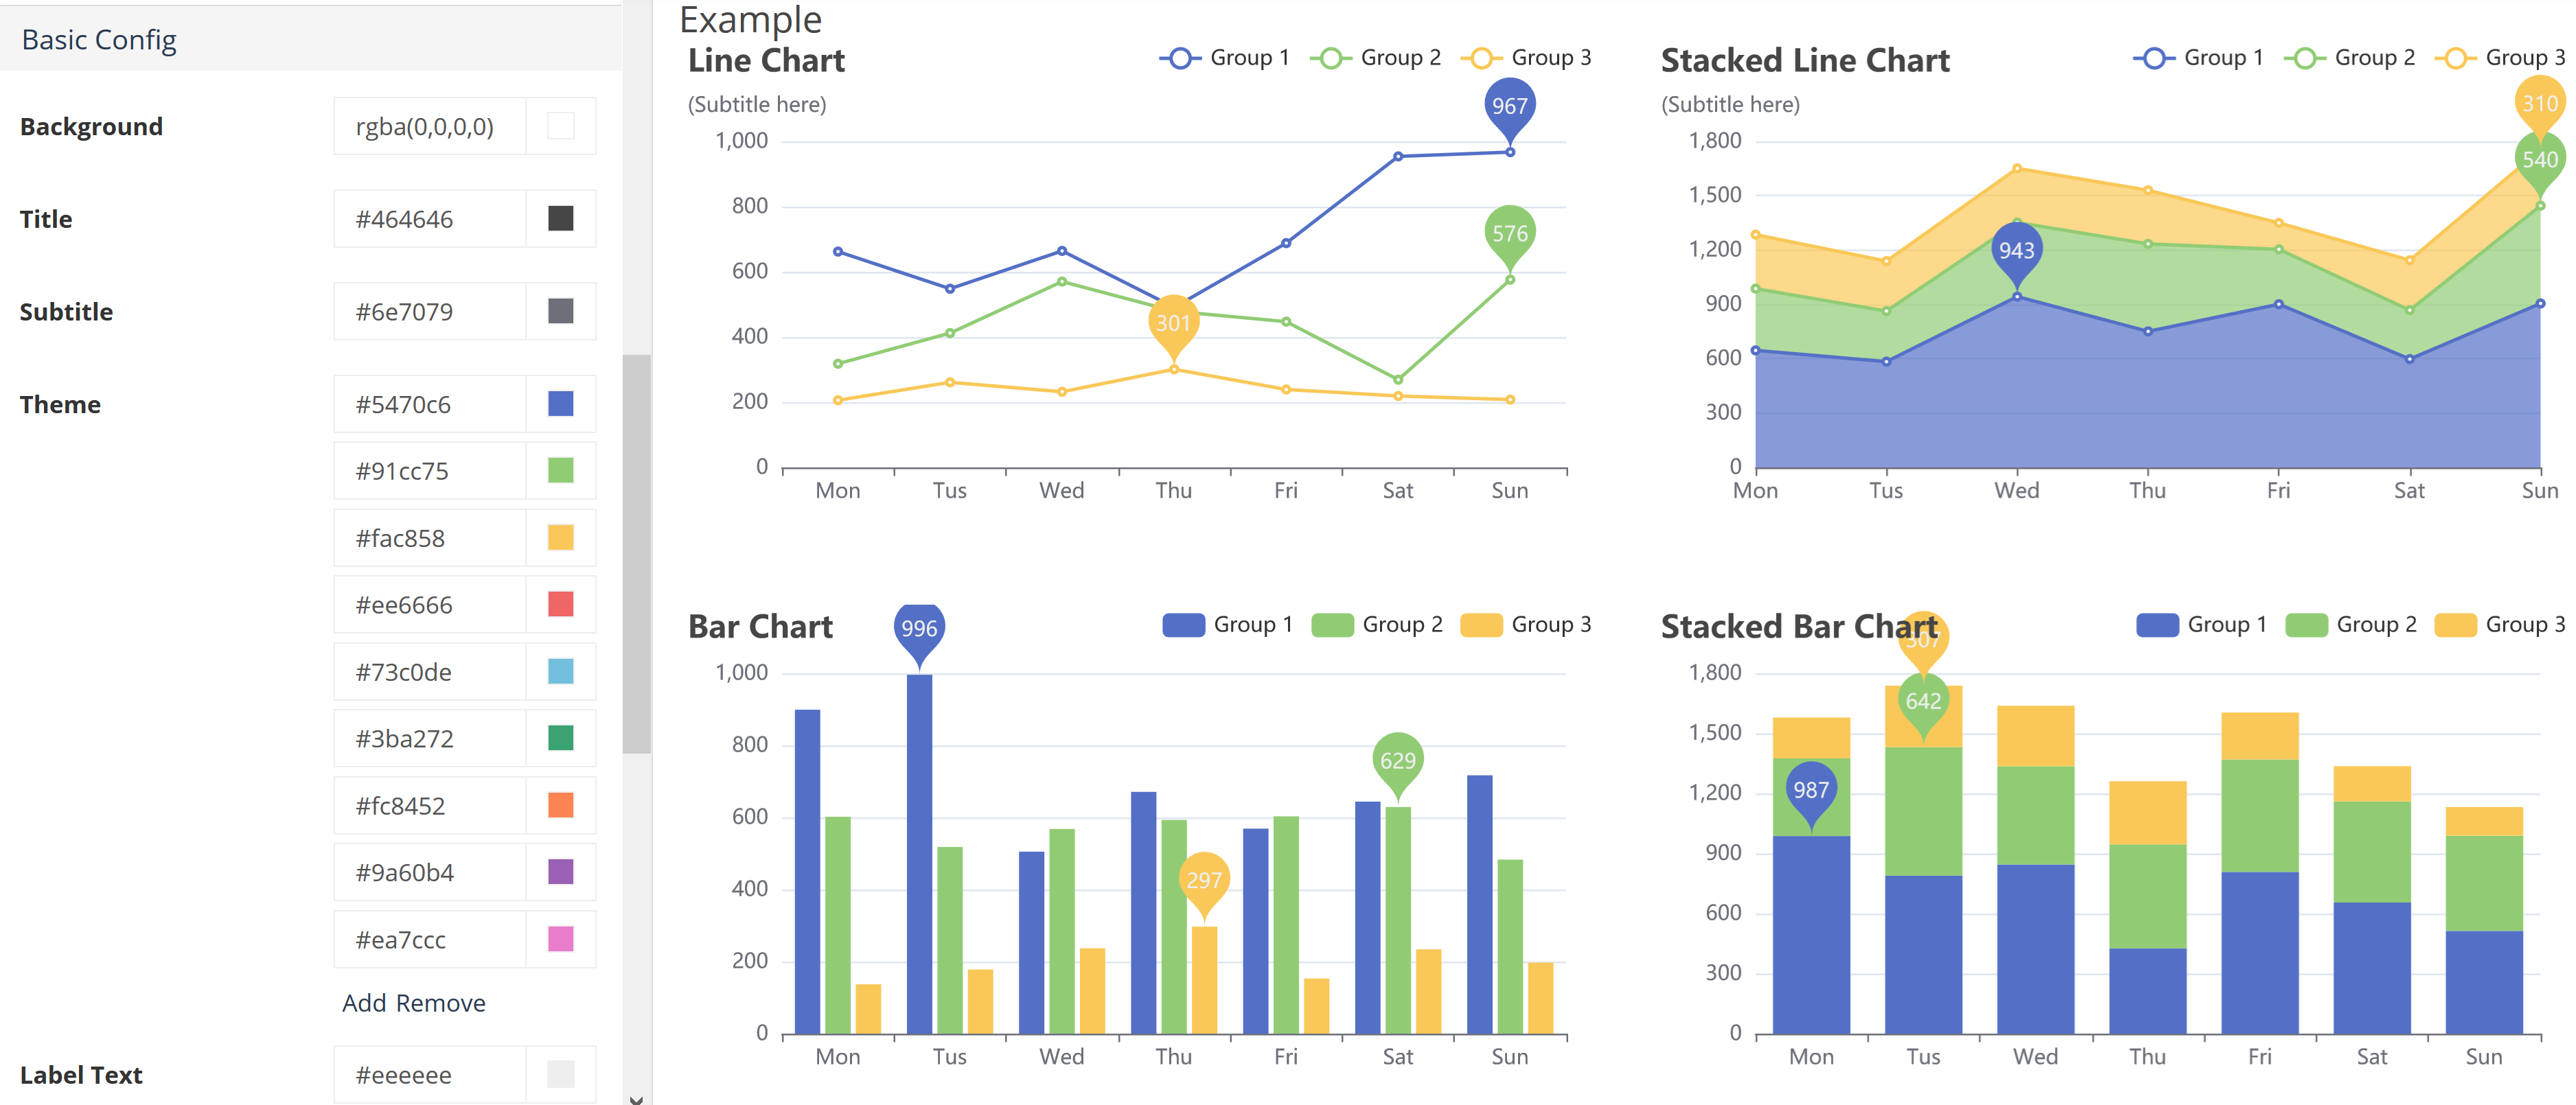 Basic Config
Background
rgba(0,0,0,0)
Title
#464646
Subtitle
#6e7079
Theme
#5470c6
#91cc75
#fac858
#ee6666
#73c0de
#3ba272
#fc8452
#9a60b4
#ea7ccc
Add Remove
Label Text
#eeeeee
Example
Line Chart
Group 1 Group 2 Group 3
(Subtitle here)
967
1,000
800
576
600
400
301
200
0
Mon Tus Wed Thu Fri Sat Sun
Stacked Line Chart
Group 1 Group 2 Group 3
(Subtitle here)
310
1,800
540
1,500
1,200
943
900
600
300
0
Mon Tus Wed Thu Fri Sat Sun
Bar Chart
996
Group 1 Group 2 Group 3
1,000
800
629
600
400
297
200
0
Mon Tus Wed Thu Fri Sat Sun
Stacked Bar Chart
307
Group 1 Group 2 Group 3
1,800
642
1,500
1,200
987
900
600
300
0
Mon Tus Wed Thu Fri Sat Sun